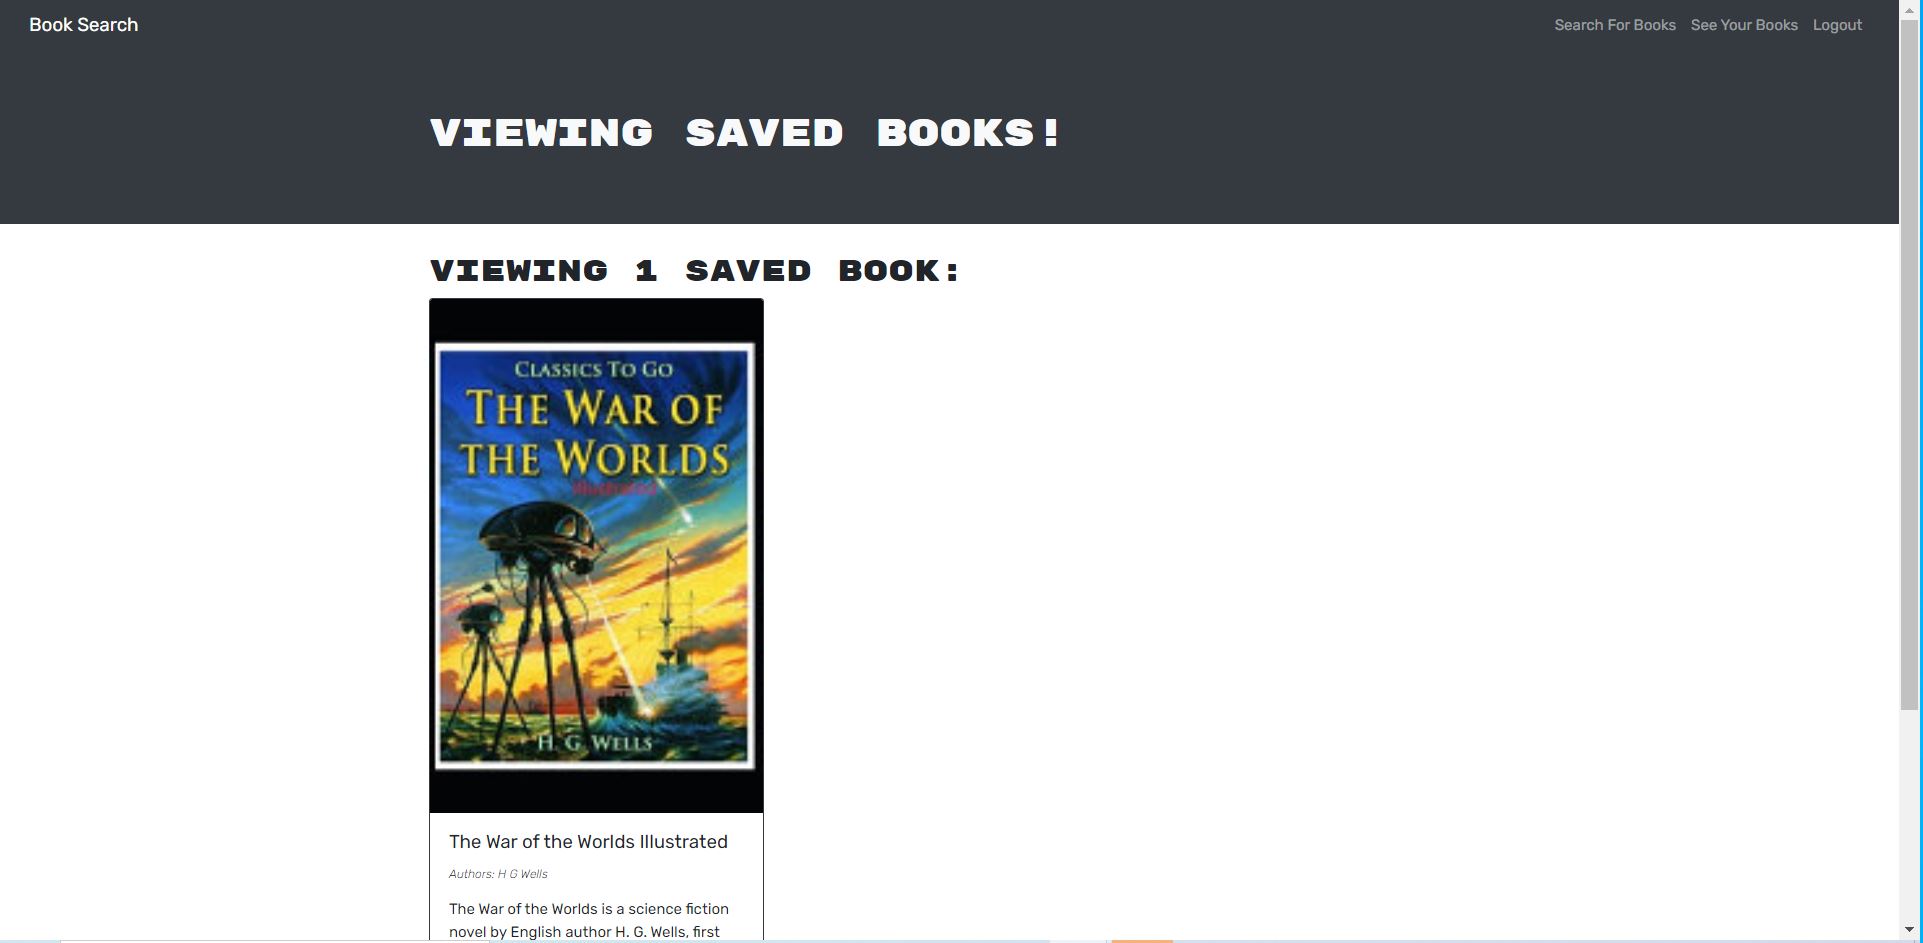 Book Search
Search For Books See Your Books Logout
VIEWING SAVED BOOKS!
VIEWING 1 SAVED BOOK:
CLASSICS TO GO
THE WAR OF
THE WORLDS
Illustrated
H. G. WELLS
The War of the Worlds Illustrated
Authors: H G Wells
The War of the Worlds is a science fiction
novel by English author H. G. Wells, first